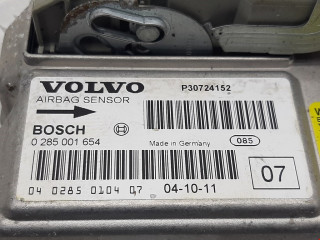 VOLVO
P30724152
AIRBAG SENSOR
BOSCH
0 285 001 654
Made in Germany
085
07
04 0285 0104 07
04-10-11